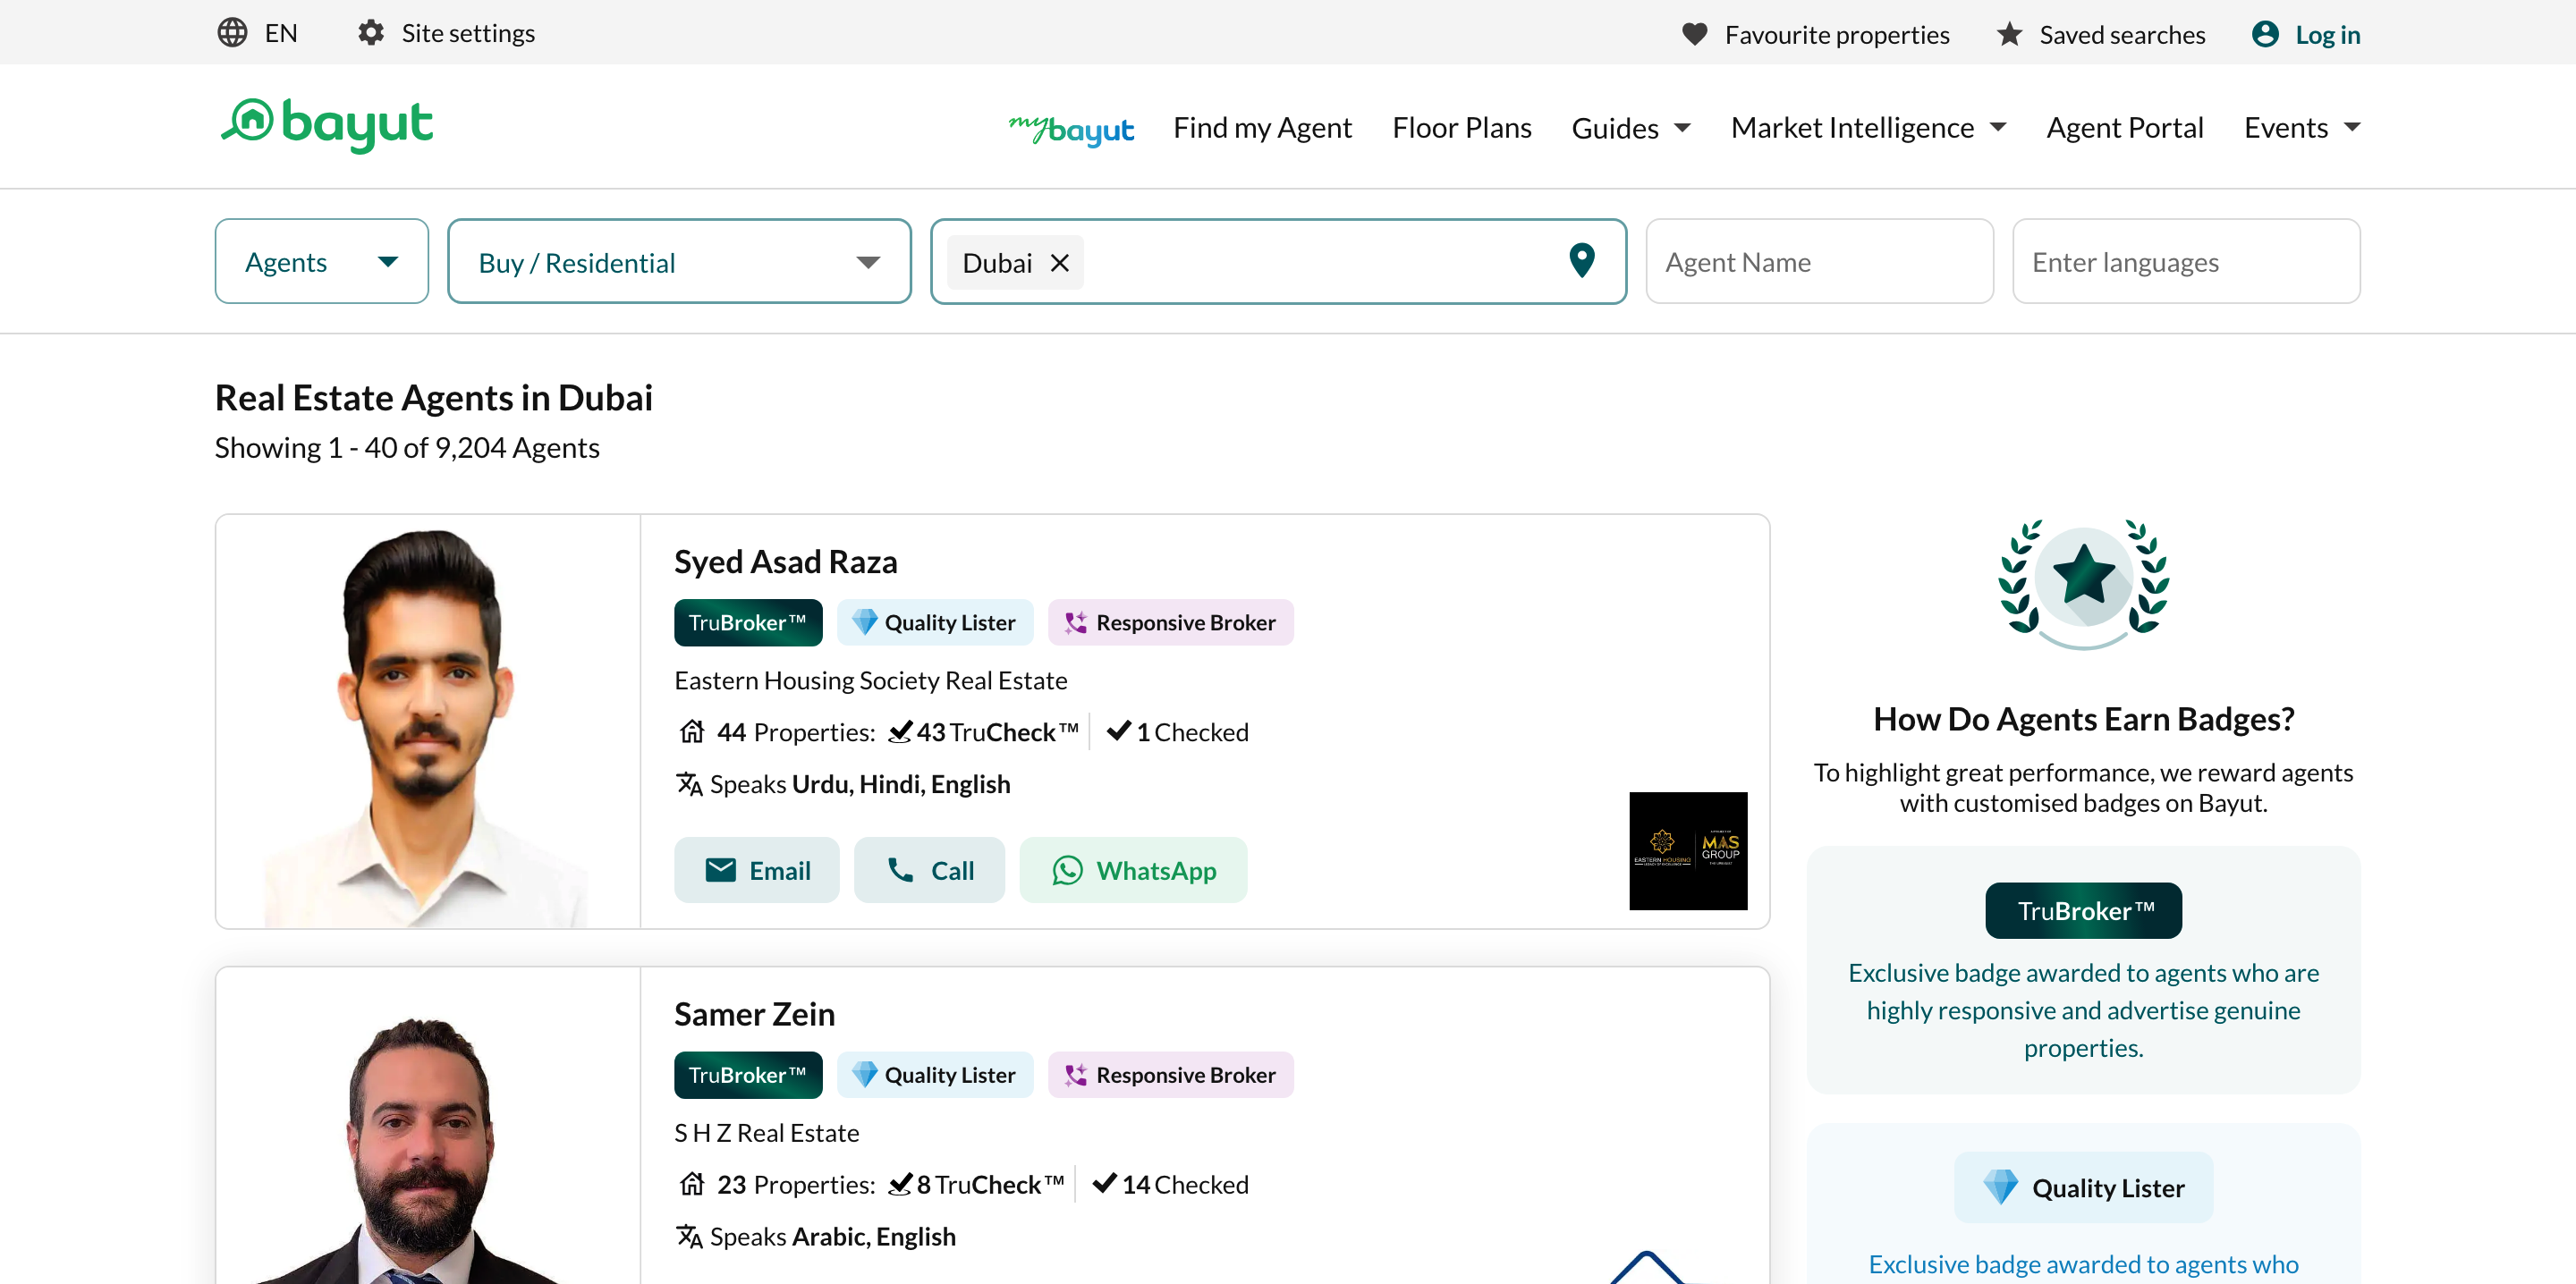 EN
Site settings
Favourite properties
Saved searches
Log in
bayut
mybayut
Find my Agent
Floor Plans
Guides
Market Intelligence
Agent Portal
Events
Agents
Buy / Residential
Dubai
Agent Name
Enter languages
Real Estate Agents in Dubai
Showing 1 - 40 of 9,204 Agents
Syed Asad Raza
TruBroker™
Quality Lister
Responsive Broker
Eastern Housing Society Real Estate
44 Properties: 43 TruCheck™ 1 Checked
Speaks Urdu, Hindi, English
Email
Call
WhatsApp
EASTERN HOUSING
MAS
GROUP
Samer Zein
TruBroker™
Quality Lister
Responsive Broker
S H Z Real Estate
23 Properties: 8 TruCheck™ 14 Checked
Speaks Arabic, English
How Do Agents Earn Badges?
To highlight great performance, we reward agents
with customised badges on Bayut.
TruBroker™
Exclusive badge awarded to agents who are
highly responsive and advertise genuine
properties.
Quality Lister
Exclusive badge awarded to agents who